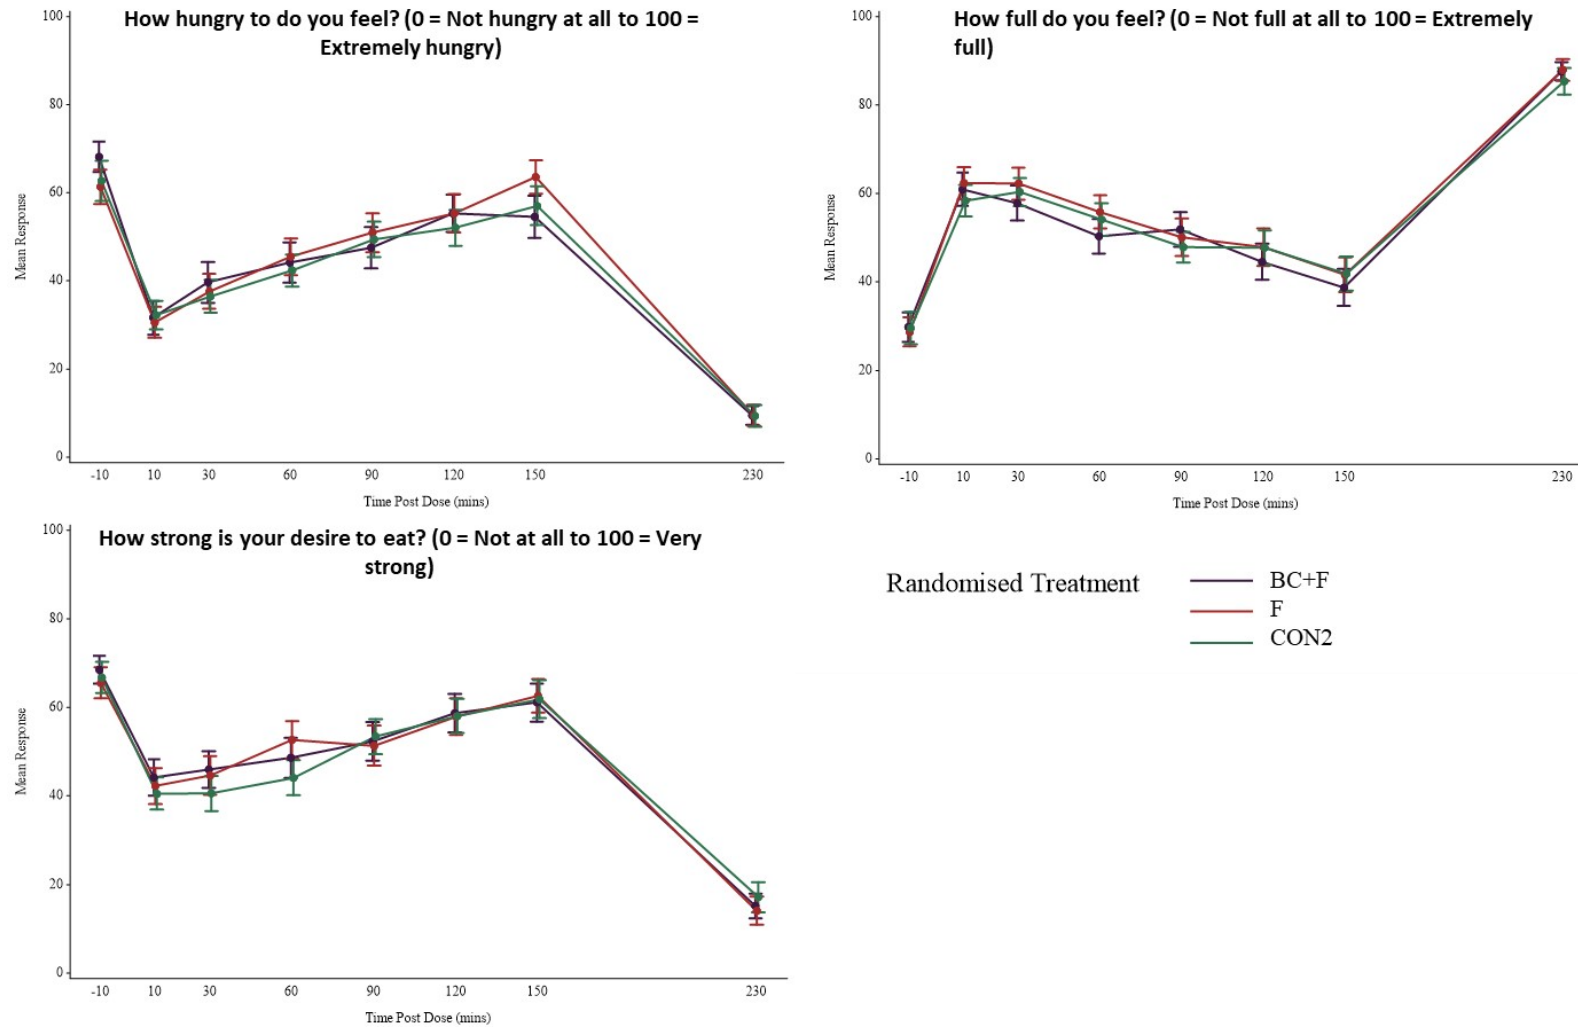 How hungry to do you feel? (0 = Not hungry at all to 100 =
Extremely hungry)
100
80
60
40
20
0
Mean Response
-10 10 30 60 90 120 150 230
Time Post Dose (mins)
How full do you feel? (0 = Not full at all to 100 = Extremely
full)
100
80
60
40
20
0
Mean Response
-10 10 30 60 90 120 150 230
Time Post Dose (mins)
How strong is your desire to eat? (0 = Not at all to 100 = Very
strong)
100
80
60
40
20
0
Mean Response
-10 10 30 60 90 120 150 230
Time Post Dose (mins)
Randomised Treatment
BC+F
F
CON2